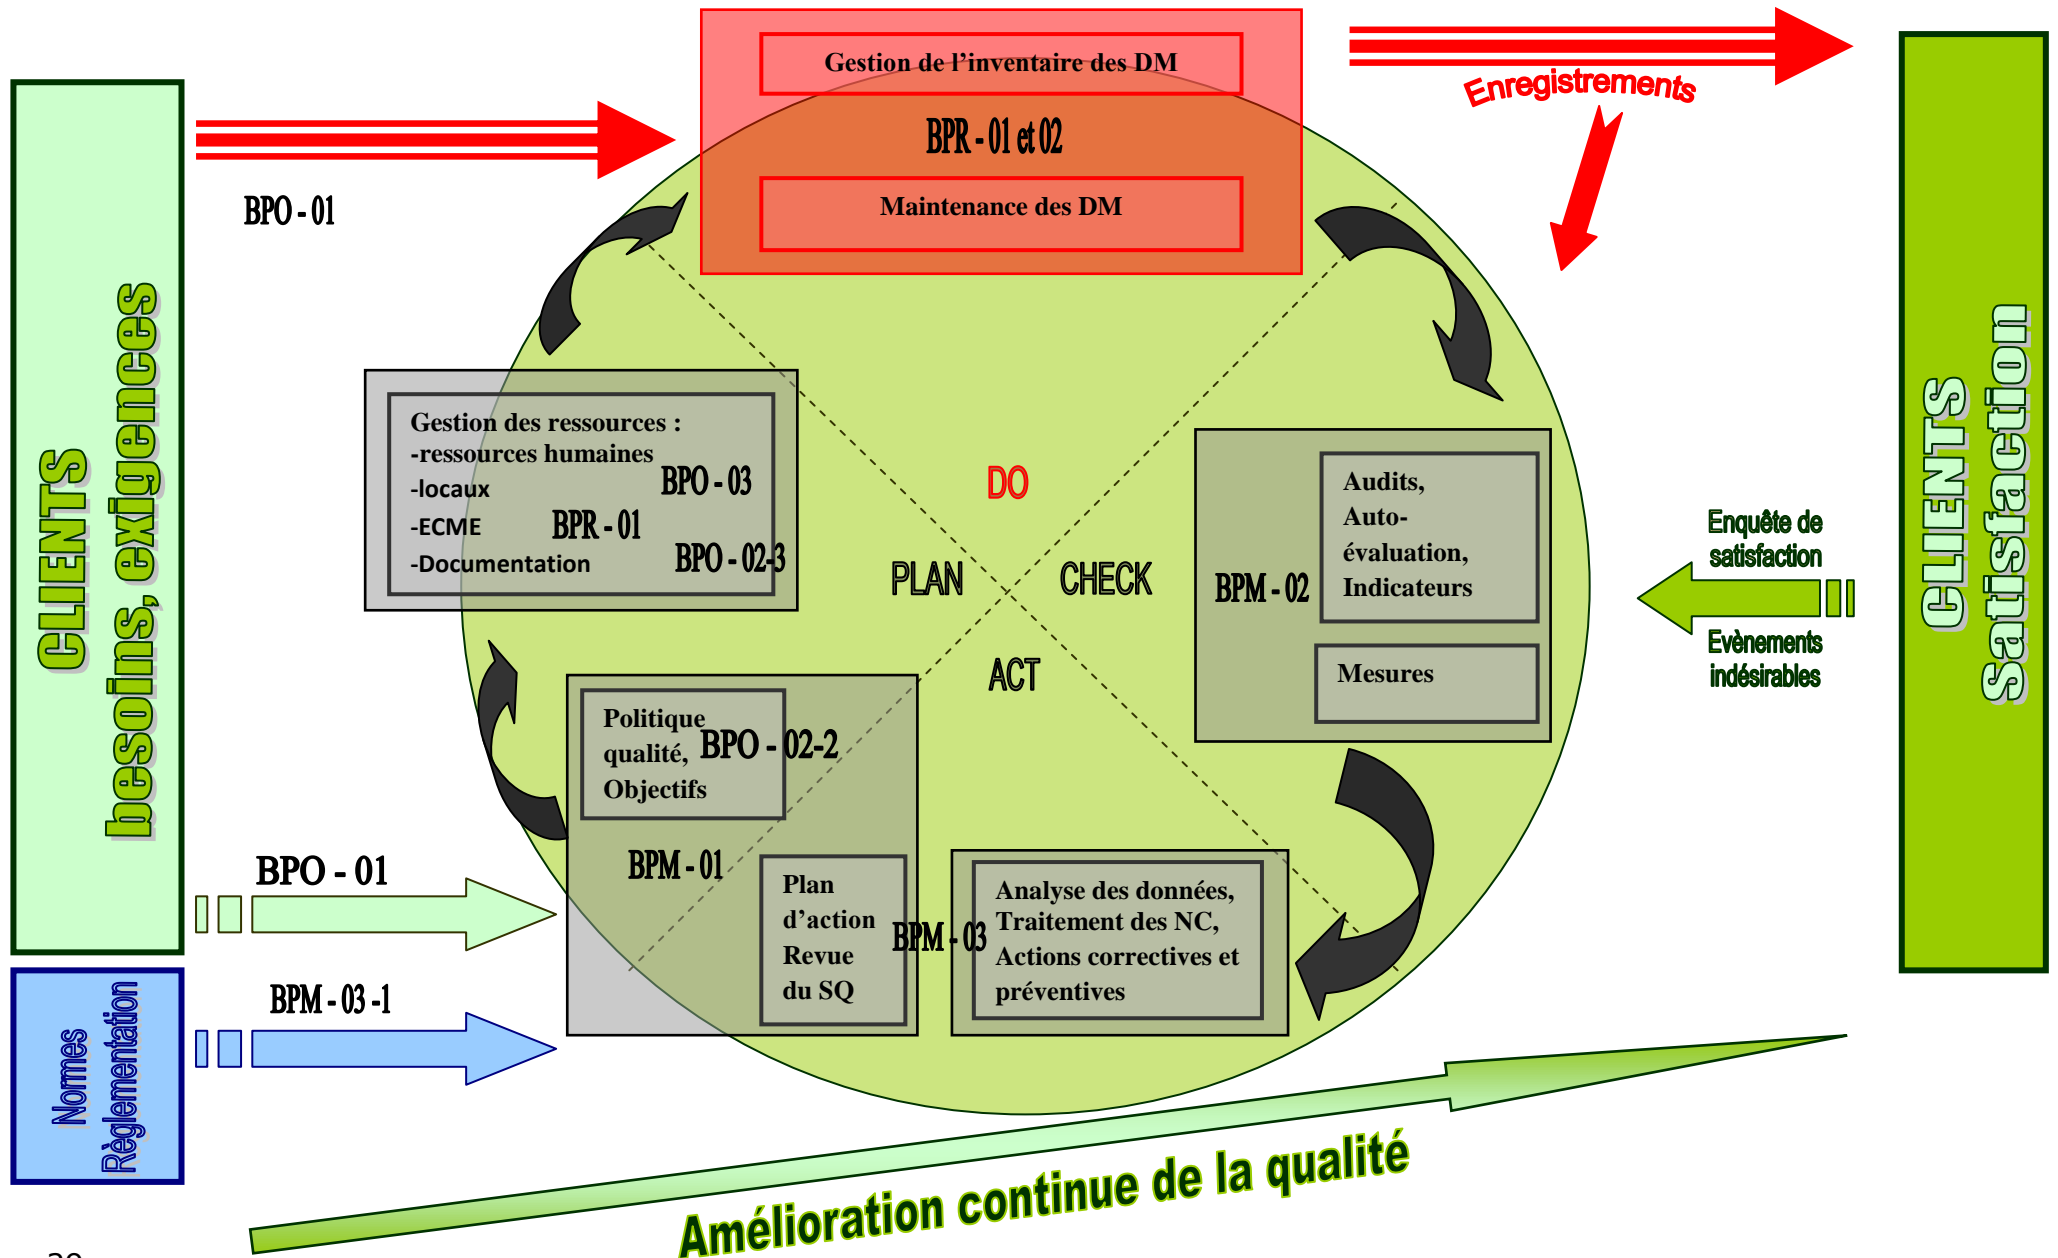 Gestion de l’inventaire des DM
BPR - 01 et 02
Maintenance des DM
Enregistrements
BPO - 01
CLIENTS
besoins, exigences
Gestion des ressources :
-ressources humaines
BPO - 03
-locaux
-ECME
BPR - 01
-Documentation
BPO - 02-3
DO
PLAN
CHECK
ACT
BPM - 02
Audits,
Auto-
évaluation,
Indicateurs
Mesures
Enquête de
satisfaction
Evènements
indésirables
CLIENTS
Satisfaction
Politique
qualité,
Objectifs
BPO - 02-2
BPM - 01
Plan
d’action
Revue
du SQ
BPM - 03
Analyse des données,
Traitement des NC,
Actions correctives et
préventives
BPO - 01
BPM - 03 -1
Normes
Règlementation
Amélioration continue de la qualité